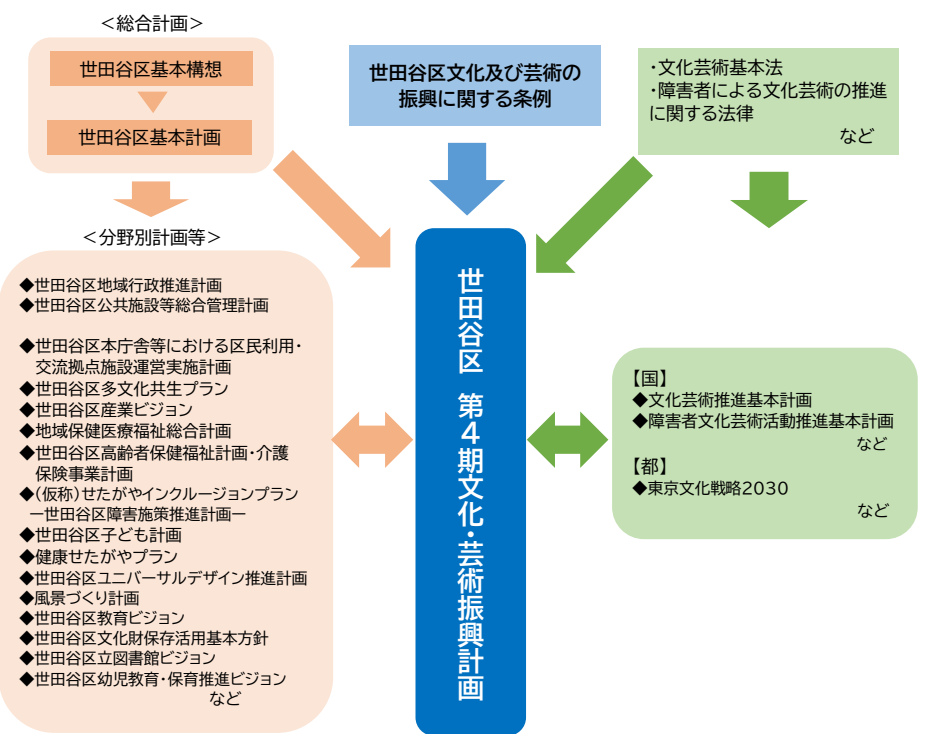 ＜総合計画＞
世田谷区基本構想
世田谷区基本計画
世田谷区文化及び芸術の
振興に関する条例
・文化芸術基本法
・障害者による文化芸術の推進
に関する法律
など
＜分野別計画等＞
◆世田谷区地域行政推進計画
◆世田谷区公共施設等総合管理計画
◆世田谷区本庁舎等における区民利用・
交流拠点施設運営実施計画
◆世田谷区多文化共生プラン
◆世田谷区産業ビジョン
◆地域保健医療福祉総合計画
◆世田谷区高齢者保健福祉計画・介護
保険事業計画
◆(仮称)せたがやインクルージョンプラン
ー世田谷区障害施策推進計画ー
◆世田谷区子ども計画
◆健康せたがやプラン
◆世田谷区ユニバーサルデザイン推進計画
◆風景づくり計画
◆世田谷区教育ビジョン
◆世田谷区文化財保存活用基本方針
◆世田谷区立図書館ビジョン
◆世田谷区幼児教育・保育推進ビジョン
など
世田谷区 第4期文化・芸術振興計画
【国】
◆文化芸術推進基本計画
◆障害者文化芸術活動推進基本計画
など
【都】
◆東京文化戦略2030
など